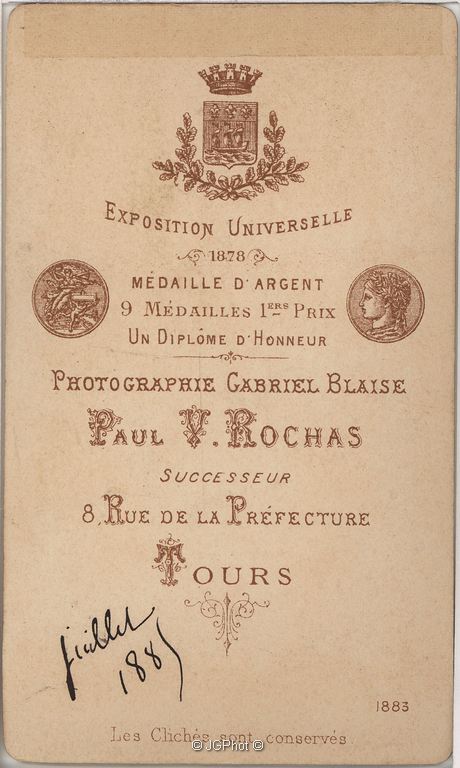 EXPOSITION UNIVERSELLE
1878
MÉDAILLE D'ARGENT
9 MÉDAILLES 1ERS PRIX
UN DIPLÔME D'HONNEUR
PHOTOGRAPHIE GABRIEL BLAISE
PAUL V. ROCHAS
SUCCESSEUR
8, RUE DE LA PRÉFECTURE
TOURS
juillet
1885
1883
Les Clichés sont conservés.
© JGPhot ©